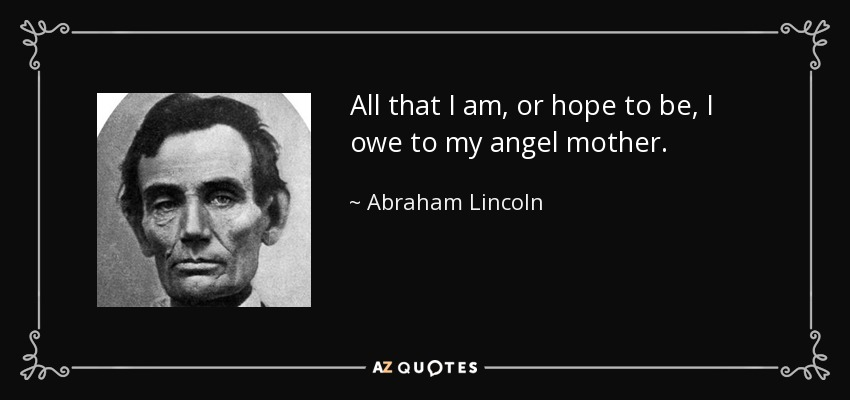 All that I am, or hope to be, I
owe to my angel mother.
~ Abraham Lincoln
AZ QUOTES